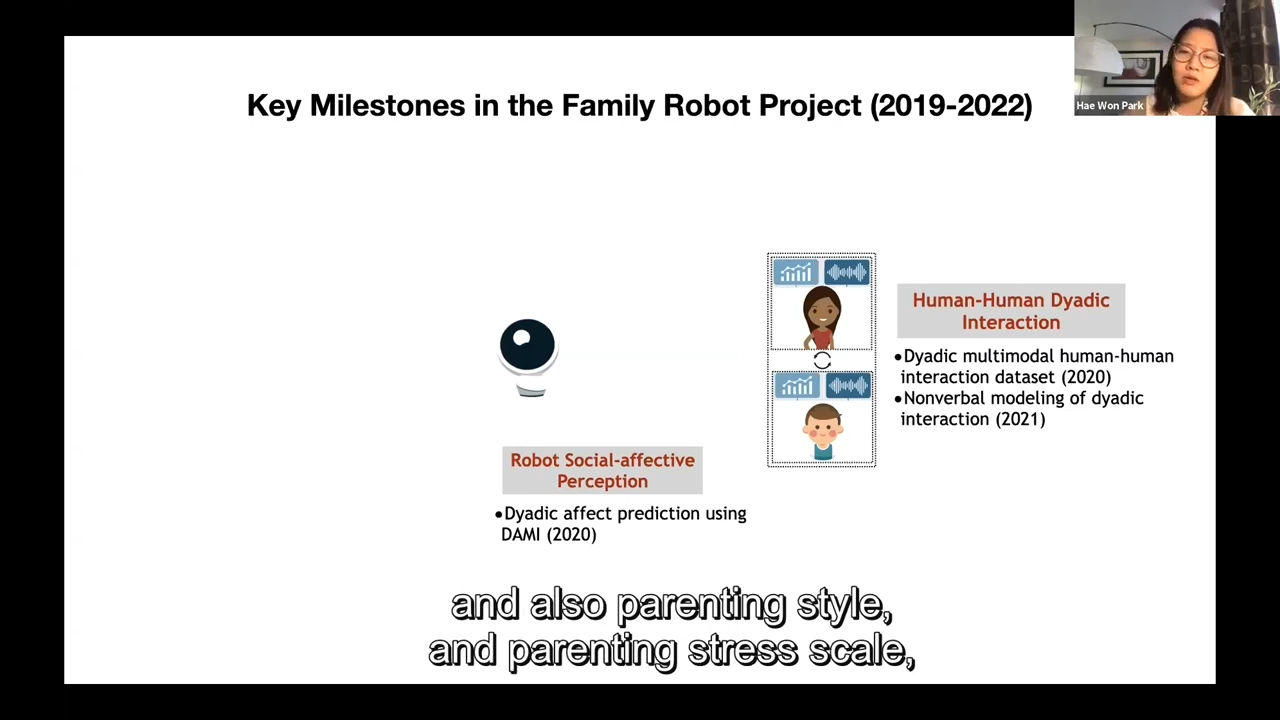 Key Milestones in the Family Robot Project (2019-2022)
Hae Won Park
Human-Human Dyadic
Interaction
•Dyadic multimodal human-human
interaction dataset (2020)
•Nonverbal modeling of dyadic
interaction (2021)
Robot Social-affective
Perception
•Dyadic affect prediction using
DAMI (2020)
and also parenting style,
and parenting stress scale,